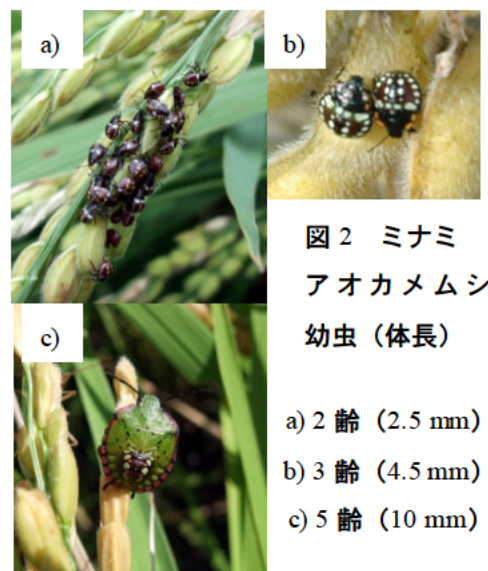 a)
b)
図 2　ミナミ
アオカメムシ
幼虫（体長）
c)
a) 2 齢（2.5 mm）
b) 3 齢（4.5 mm）
c) 5 齢（10 mm）